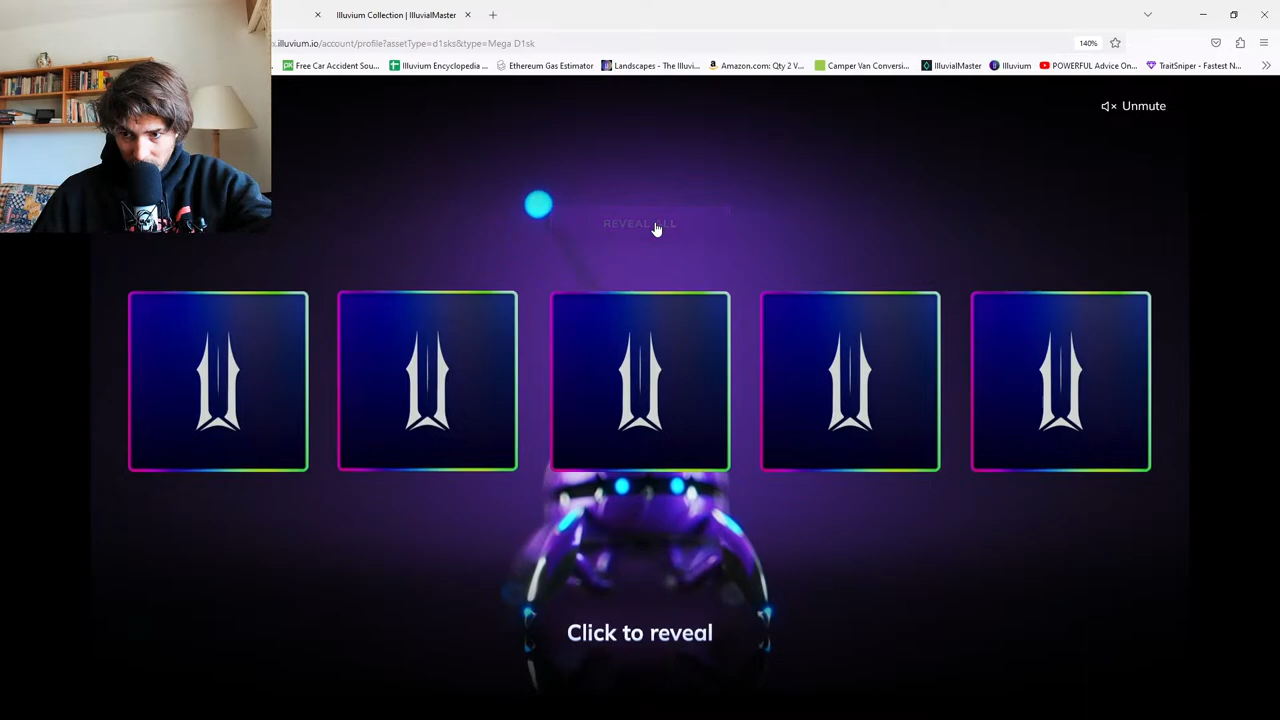 Illuvium Collection | IlluvialMaster
x.illuvium.io/account/profile?assetType=d1sks&type=Mega D1sk
140%
Free Car Accident Sou...
Illuvium Encyclopedia ...
Ethereum Gas Estimator
Landscapes - The Illuvi...
Amazon.com: Qty 2 V...
Camper Van Conversi...
IlluvialMaster
Illuvium
POWERFUL Advice On...
TraitSniper - Fastest N...
Unmute
REVEAL ALL
Click to reveal